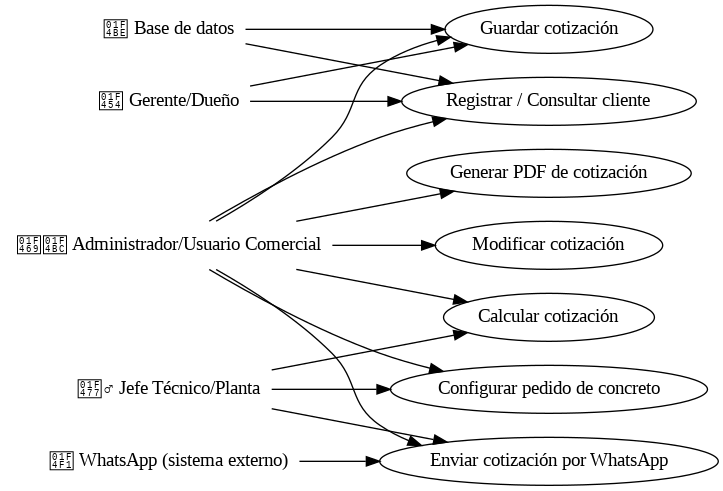 💾 Base de datos
Guardar cotización
👔 Gerente/Dueño
Registrar / Consultar cliente
Generar PDF de cotización
👩‍💼 Administrador/Usuario Comercial
Modificar cotización
Calcular cotización
👷‍♂ Jefe Técnico/Planta
Configurar pedido de concreto
📱 WhatsApp (sistema externo)
Enviar cotización por WhatsApp